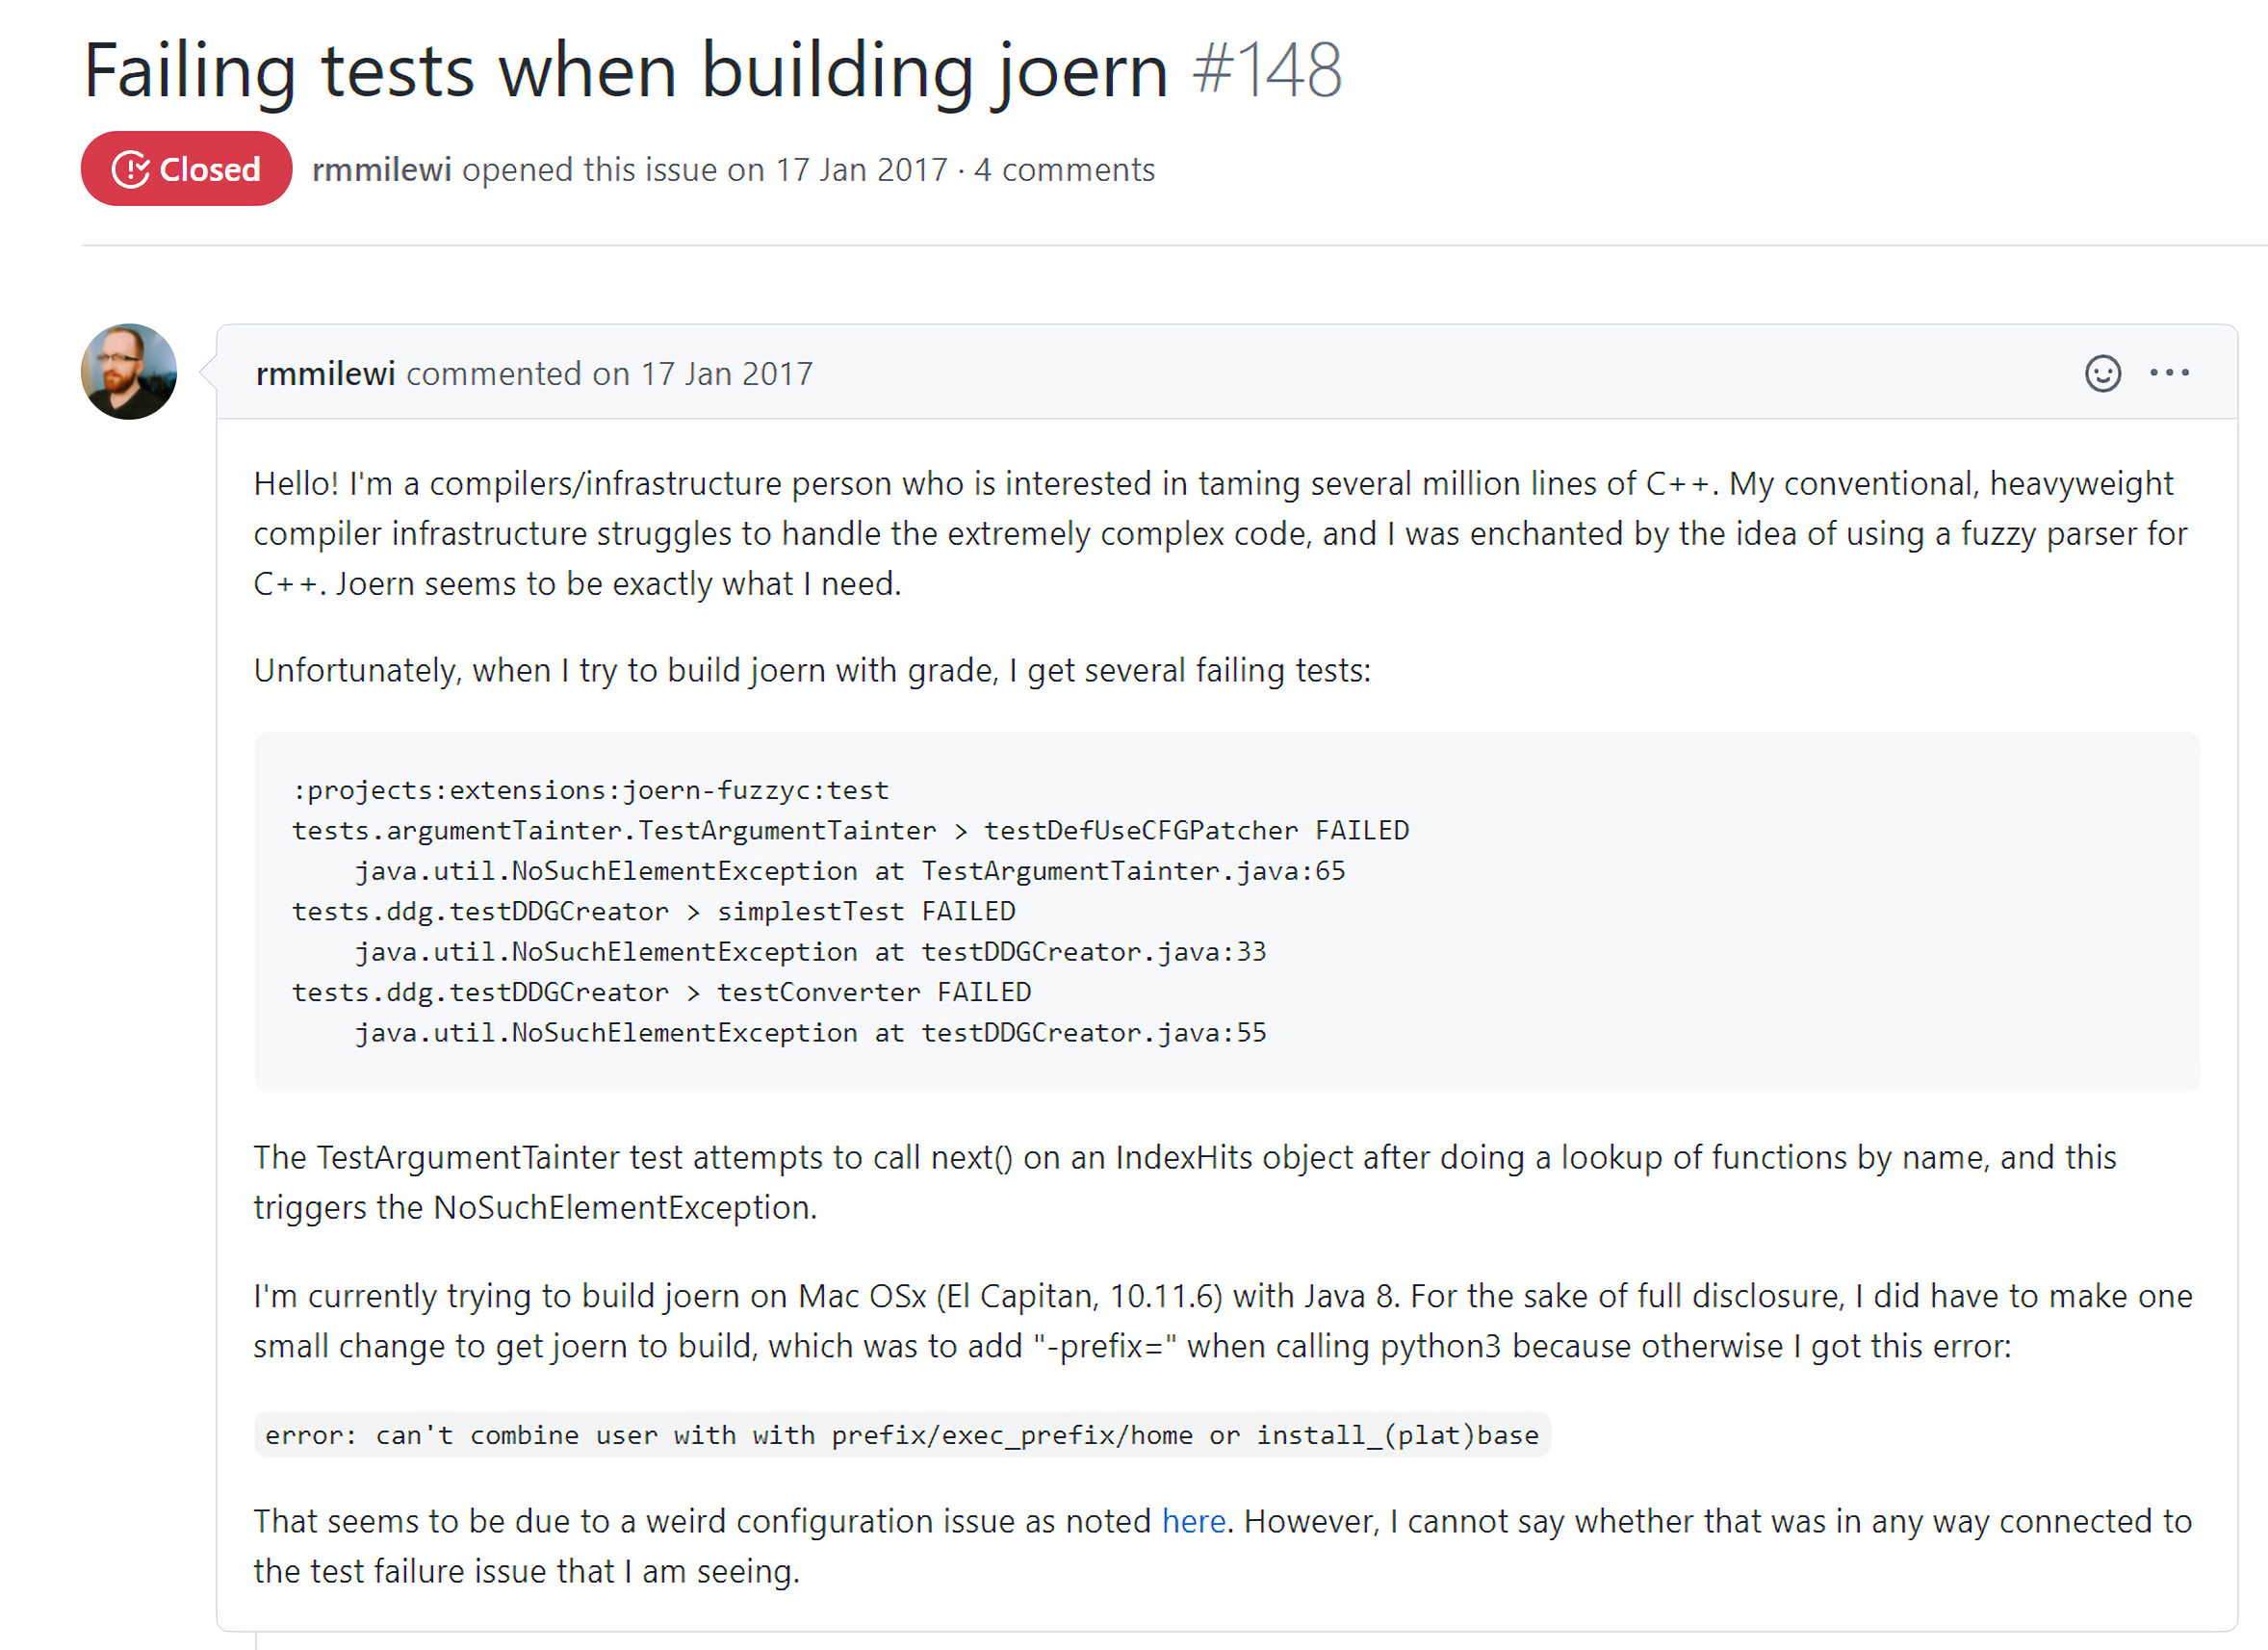 Failing tests when building joern #148
Closed rmmilewi opened this issue on 17 Jan 2017 · 4 comments
rmmilewi commented on 17 Jan 2017
Hello! I'm a compilers/infrastructure person who is interested in taming several million lines of C++. My conventional, heavyweight
compiler infrastructure struggles to handle the extremely complex code, and I was enchanted by the idea of using a fuzzy parser for
C++. Joern seems to be exactly what I need.
Unfortunately, when I try to build joern with grade, I get several failing tests:
:projects:extensions:joern-fuzzyc:test
tests.argumentTainter.TestArgumentTainter > testDefUseCFGPatcher FAILED
    java.util.NoSuchElementException at TestArgumentTainter.java:65
tests.ddg.testDDGCreator > simplestTest FAILED
    java.util.NoSuchElementException at testDDGCreator.java:33
tests.ddg.testDDGCreator > testConverter FAILED
    java.util.NoSuchElementException at testDDGCreator.java:55
The TestArgumentTainter test attempts to call next() on an IndexHits object after doing a lookup of functions by name, and this
triggers the NoSuchElementException.
I'm currently trying to build joern on Mac OSx (El Capitan, 10.11.6) with Java 8. For the sake of full disclosure, I did have to make one
small change to get joern to build, which was to add "-prefix=" when calling python3 because otherwise I got this error:
error: can't combine user with with prefix/exec_prefix/home or install_(plat)base
That seems to be due to a weird configuration issue as noted here. However, I cannot say whether that was in any way connected to
the test failure issue that I am seeing.